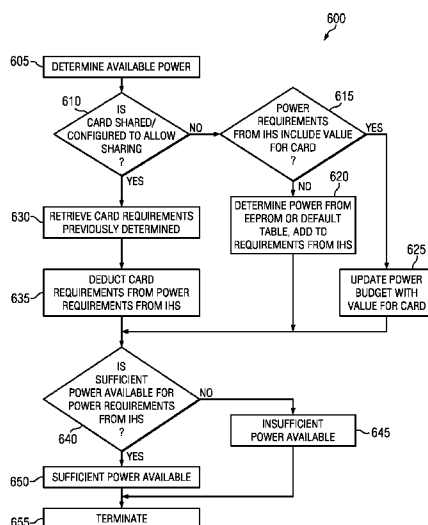 600
605
DETERMINE AVAILABLE POWER
610
IS
CARD SHARED/
CONFIGURED TO ALLOW
SHARING
?
NO
YES
615
POWER
REQUIREMENTS
FROM IHS INCLUDE VALUE
FOR CARD
?
YES
NO
620
DETERMINE POWER FROM
EEPROM OR DEFAULT
TABLE, ADD TO
REQUIREMENTS FROM IHS
625
UPDATE POWER
BUDGET WITH
VALUE FOR CARD
630
RETRIEVE CARD REQUIREMENTS
PREVIOUSLY DETERMINED
635
DEDUCT CARD
REQUIREMENTS FROM POWER
REQUIREMENTS FROM IHS
IS
SUFFICIENT
POWER AVAILABLE FOR
POWER REQUIREMENTS
FROM IHS
?
640
NO
YES
INSUFFICIENT
POWER AVAILABLE
645
650
SUFFICIENT POWER AVAILABLE
655
TERMINATE